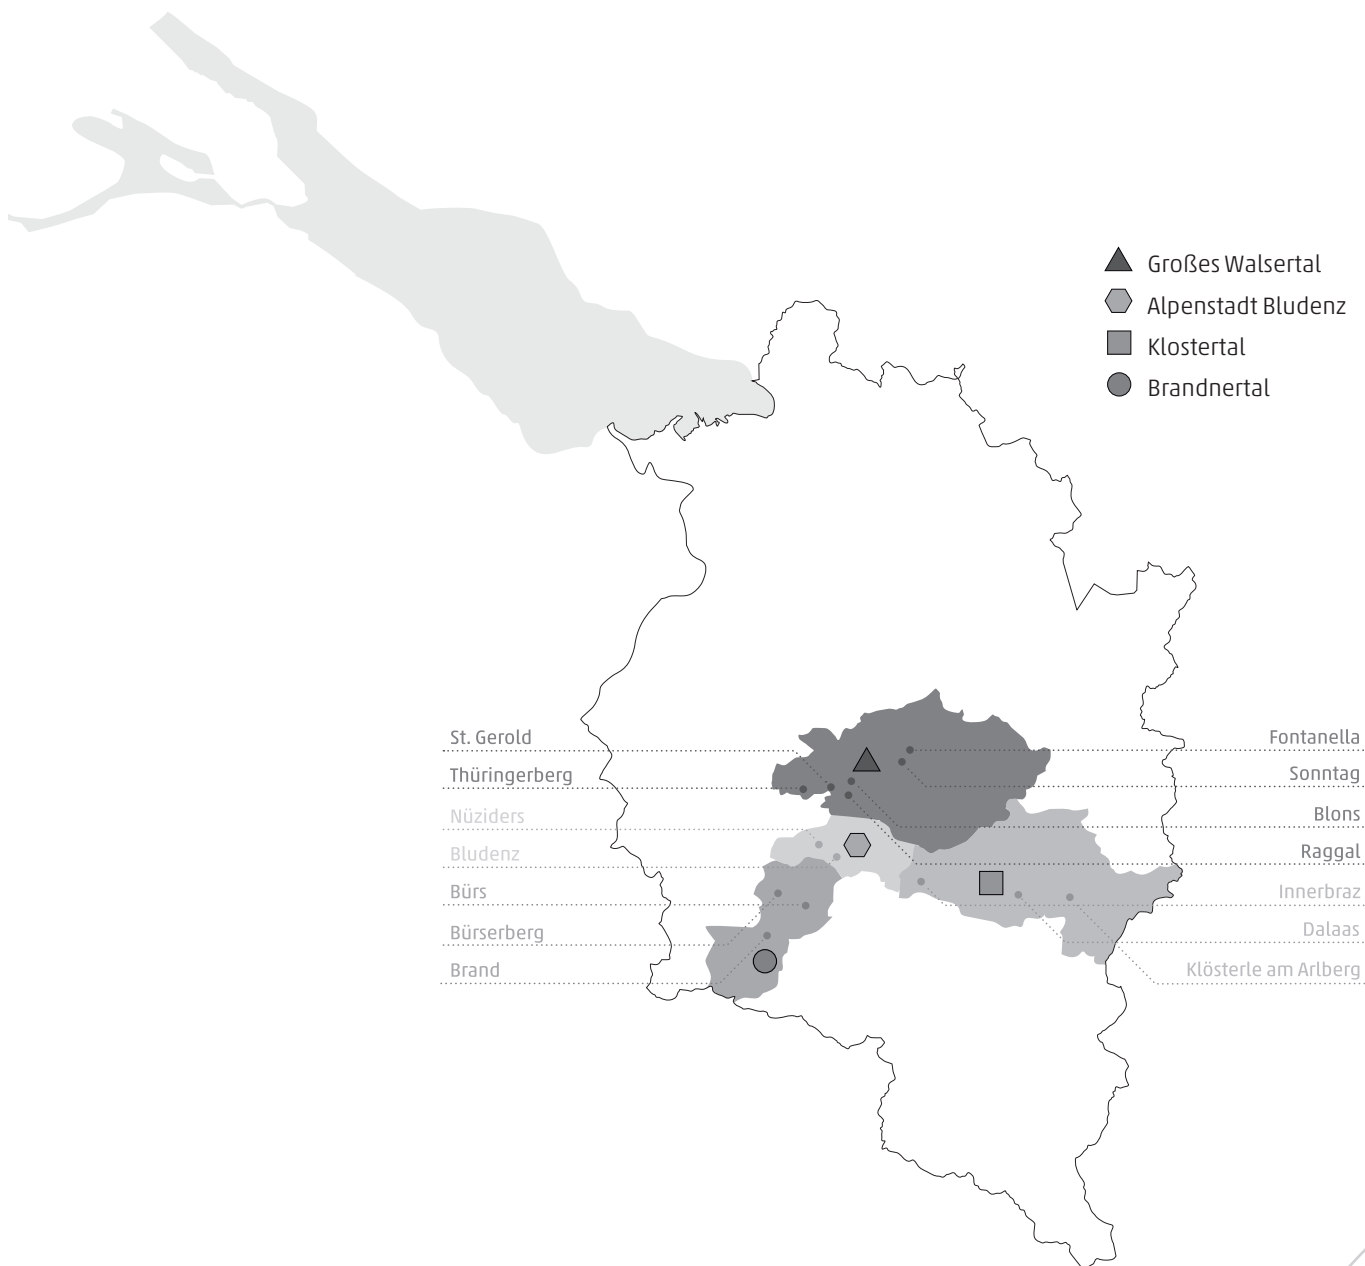 Großes Walsertal
Alpenstadt Bludenz
Klostertal
Brandnertal
St. Gerold
Thüringerberg
Nüziders
Bludenz
Bürs
Bürserberg
Brand
Fontanella
Sonntag
Blons
Raggal
Innerbraz
Dalaas
Klösterle am Arlberg